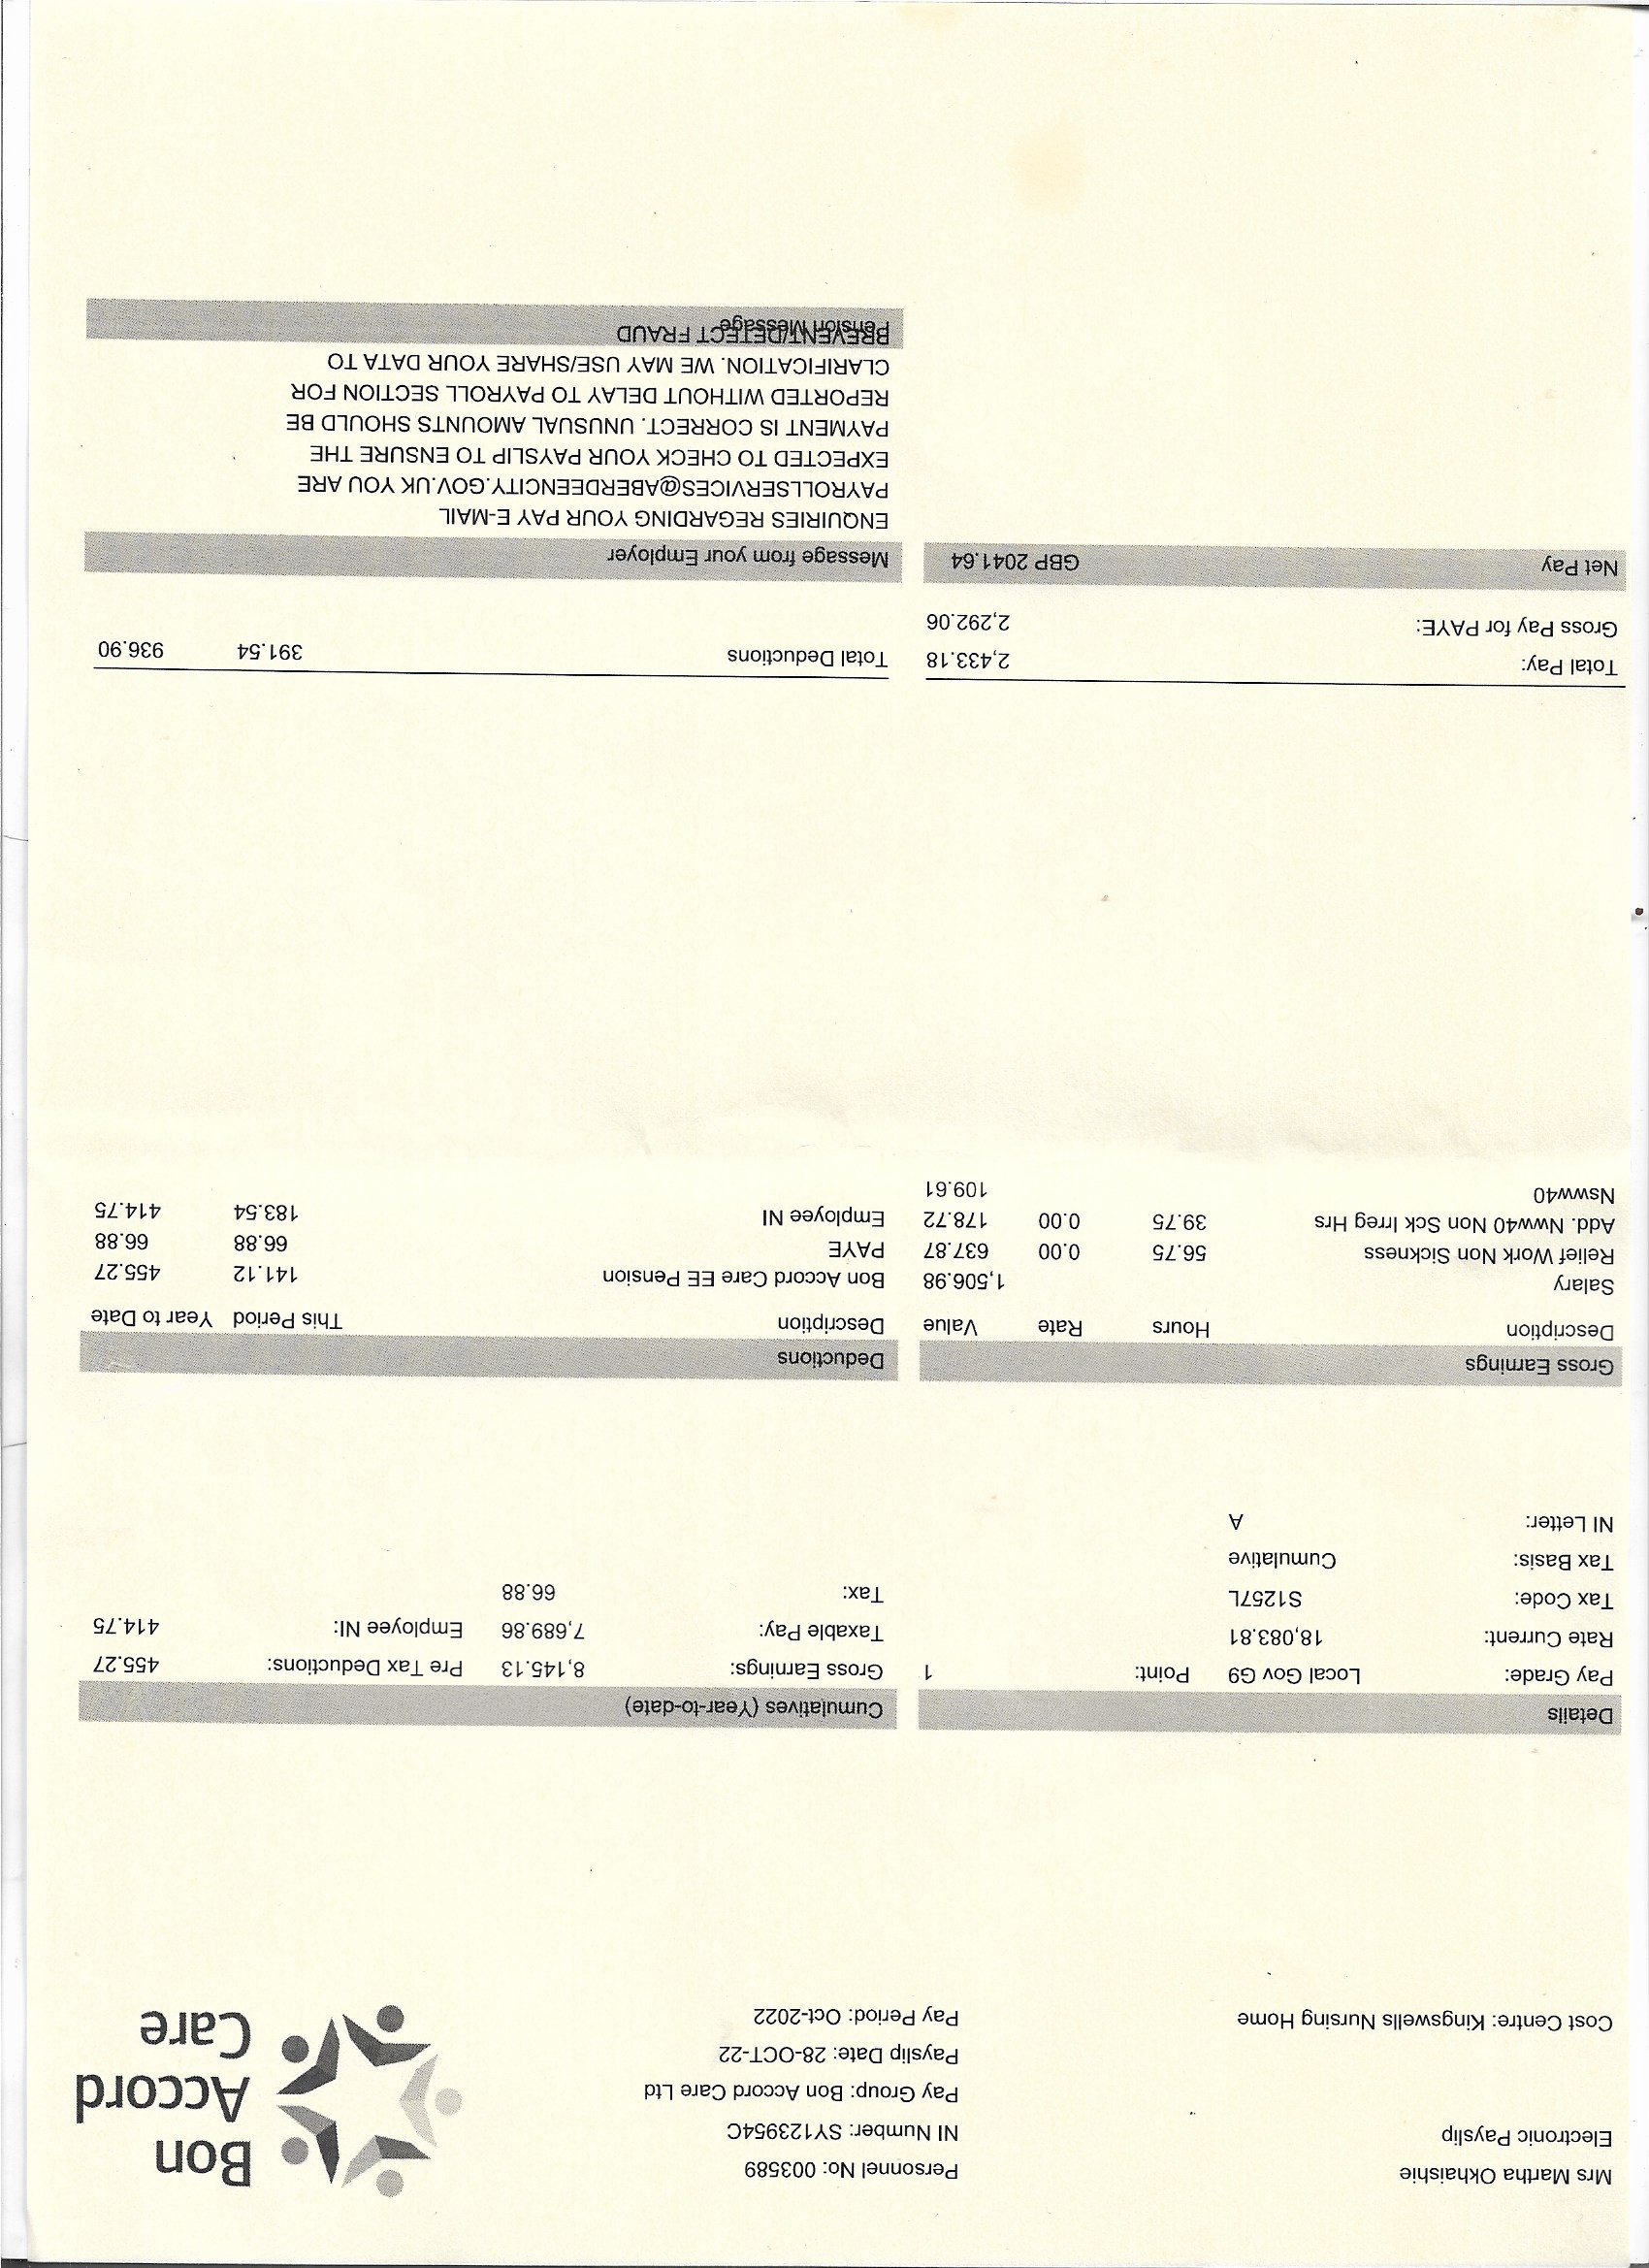 Mrs Martha Okhaishie
Electronic Payslip
Cost Centre: Kingswells Nursing Home
Personnel No: 003589
NI Number: SY123954C
Pay Group: Bon Accord Care Ltd
Payslip Date: 28-OCT-22
Pay Period: Oct-2022
Bon
Accord
Care
Details
Pay Grade: Local Gov G9 Point: 1
Rate Current: 18,083.81
Tax Code: S1257L
Tax Basis: Cumulative
NI Letter: A
Cumulatives (Year-to-date)
Gross Earnings: 8,145.13 Pre Tax Deductions: 455.27
Taxable Pay: 7,689.86 Employee NI: 414.75
Tax: 66.88
Gross Earnings
Description Hours Rate Value
Salary 1,506.98
Relief Work Non Sickness 56.75 0.00 637.87
Add. Nww40 Non Sck Irreg Hrs 39.75 0.00 178.72
Nsww40 109.61
Deductions
Description This Period Year to Date
Bon Accord Care EE Pension 141.12 455.27
PAYE 66.88 66.88
Employee NI 183.54 414.75
Total Pay: 2,433.18
Gross Pay for PAYE: 2,292.06
Total Deductions 391.54 936.90
Net Pay GBP 2041.64
Message from your Employer
ENQUIRIES REGARDING YOUR PAY E-MAIL
PAYROLLSERVICES@ABERDEENCITY.GOV.UK YOU ARE
EXPECTED TO CHECK YOUR PAYSLIP TO ENSURE THE
PAYMENT IS CORRECT. UNUSUAL AMOUNTS SHOULD BE
REPORTED WITHOUT DELAY TO PAYROLL SECTION FOR
CLARIFICATION. WE MAY USE/SHARE YOUR DATA TO
PREVENT/DETECT FRAUD
Pension Message